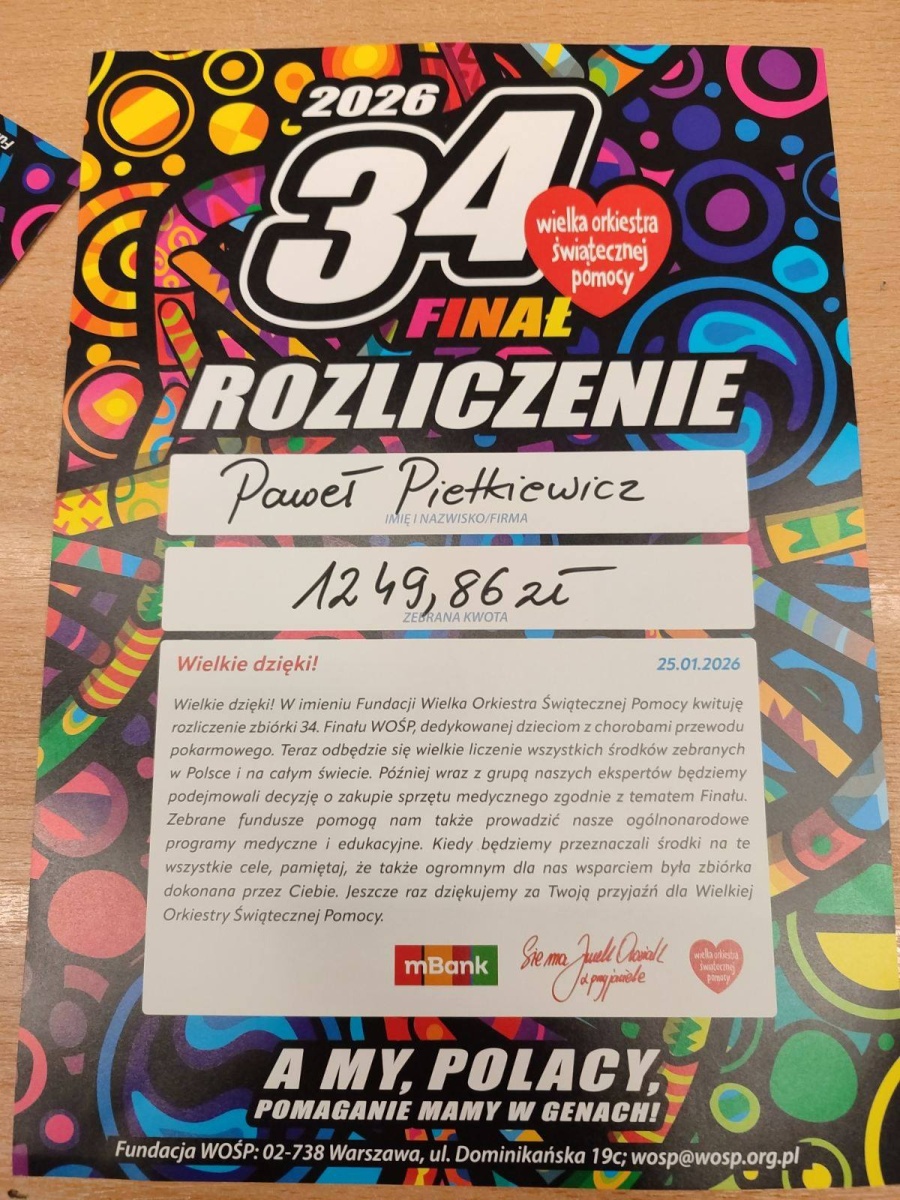 2026
34
wielka orkiestra
świątecznej
pomocy
FINAŁ
ROZLICZENIE
Paweł Pietkiewicz
IMIĘ I NAZWISKO/FIRMA
1249,86 zł
ZEBRANA KWOTA
Wielkie dzięki! 25.01.2026
Wielkie dzięki! W imieniu Fundacji Wielka Orkiestra Świątecznej Pomocy kwituję
rozliczenie zbiórki 34. Finału WOŚP, dedykowanej dzieciom z chorobami przewodu
pokarmowego. Teraz odbędzie się wielkie liczenie wszystkich środków zebranych
w Polsce i na całym świecie. Później wraz z grupą naszych ekspertów będziemy
podejmowali decyzję o zakupie sprzętu medycznego zgodnie z tematem Finału.
Zebrane fundusze pomogą nam także prowadzić nasze ogólnonarodowe
programy medyczne i edukacyjne. Kiedy będziemy przeznaczali środki na te
wszystkie cele, pamiętaj, że także ogromnym dla nas wsparciem była zbiórka
dokonana przez Ciebie. Jeszcze raz dziękujemy za Twoją przyjaźń dla Wielkiej
Orkiestry Świątecznej Pomocy.
mBank
Sie ma
z przyjaciele
wielka orkiestra
świątecznej
pomocy
A MY, POLACY,
POMAGANIE MAMY W GENACH!
Fundacja WOŚP: 02-738 Warszawa, ul. Dominikańska 19c; wosp@wosp.org.pl